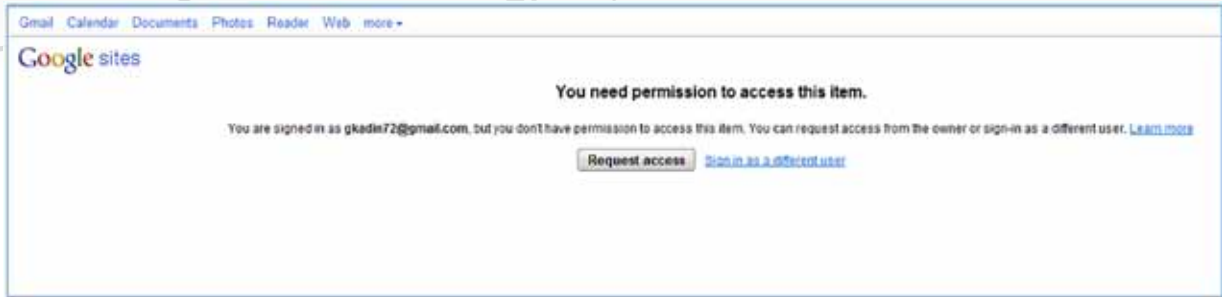 Gmail Calendar Documents Photos Reader Web more
Google sites
You need permission to access this item.
You are signed in as gkadin72@gmail.com, but you don't have permission to access this item. You can request access from the owner or sign-in as a different user. Learn more
Request access Sign in as a different user